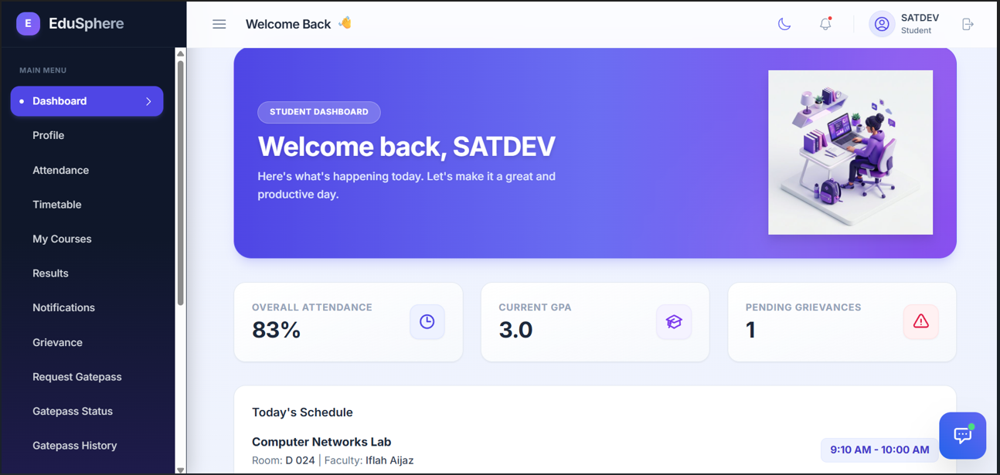 E EduSphere
Welcome Back 👋
SATDEV
Student
MAIN MENU
Dashboard
Profile
Attendance
Timetable
My Courses
Results
Notifications
Grievance
Request Gatepass
Gatepass Status
Gatepass History
STUDENT DASHBOARD
Welcome back, SATDEV
Here's what's happening today. Let's make it a great and
productive day.
OVERALL ATTENDANCE
83%
CURRENT GPA
3.0
PENDING GRIEVANCES
1
Today's Schedule
Computer Networks Lab
Room: D 024 | Faculty: Iflah Aijaz
9:10 AM - 10:00 AM